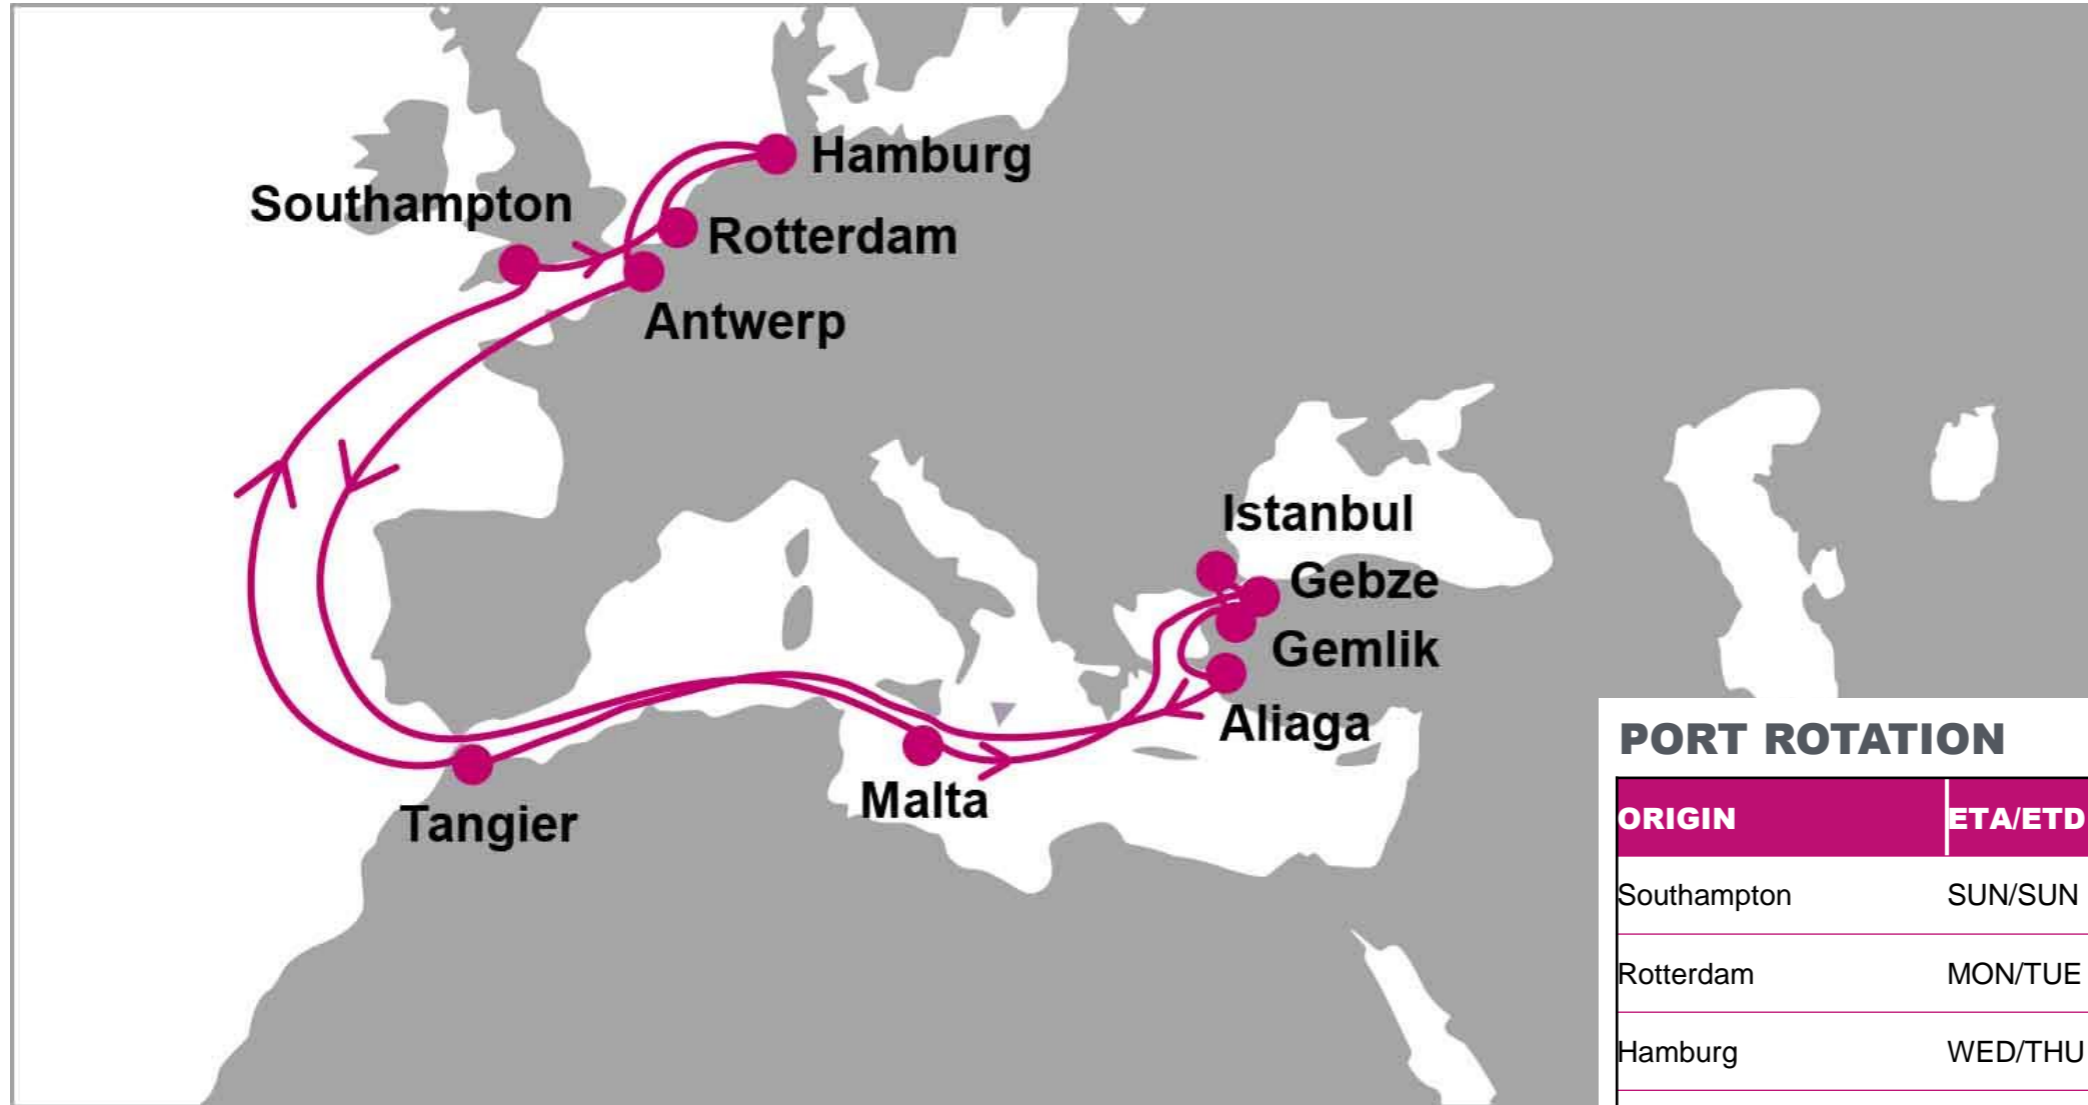 Hamburg
Southampton
Rotterdam
Antwerp
Istanbul
Gebze
Gemlik
Aliaga
Malta
Tangier
PORT ROTATION
ORIGIN ETA/ETD
Southampton SUN/SUN
Rotterdam MON/TUE
Hamburg WED/THU